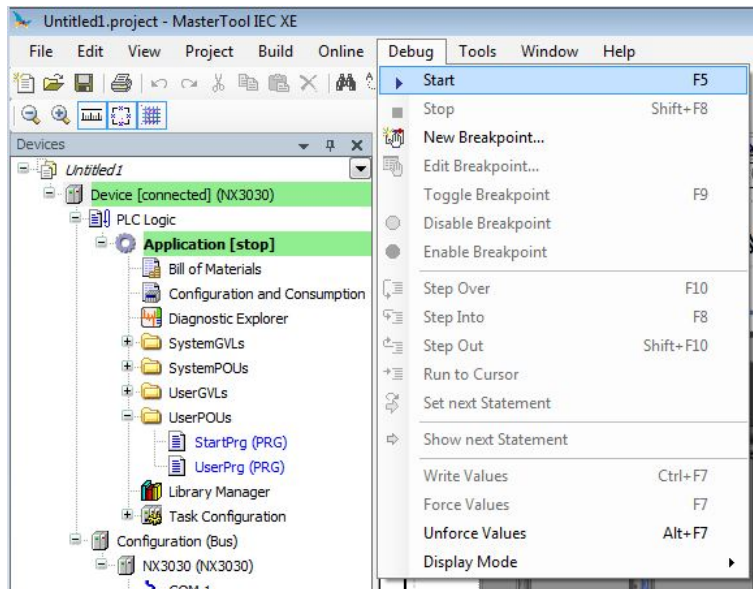 Untitled1.project - MasterTool IEC XE
File Edit View Project Build Online Debug Tools Window Help
Devices
Untitled1
Device [connected] (NX3030)
PLC Logic
Application [stop]
Bill of Materials
Configuration and Consumption
Diagnostic Explorer
SystemGVLs
SystemPOUs
UserGVLs
UserPOUs
StartPrg (PRG)
UserPrg (PRG)
Library Manager
Task Configuration
Configuration (Bus)
NX3030 (NX3030)
COM 1
Start F5
Stop Shift+F8
New Breakpoint...
Edit Breakpoint...
Toggle Breakpoint F9
Disable Breakpoint
Enable Breakpoint
Step Over F10
Step Into F8
Step Out Shift+F10
Run to Cursor
Set next Statement
Show next Statement
Write Values Ctrl+F7
Force Values F7
Unforce Values Alt+F7
Display Mode